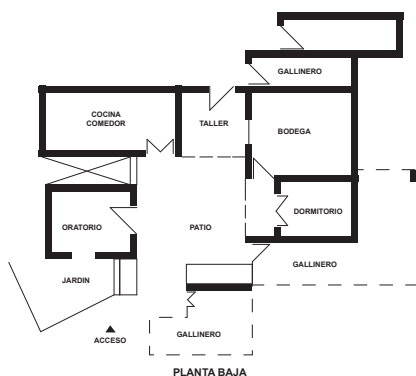 GALLINERO
COCINA
COMEDOR
TALLER
BODEGA
ORATORIO
PATIO
DORMITORIO
GALLINERO
JARDIN
ACCESO
GALLINERO
PLANTA BAJA